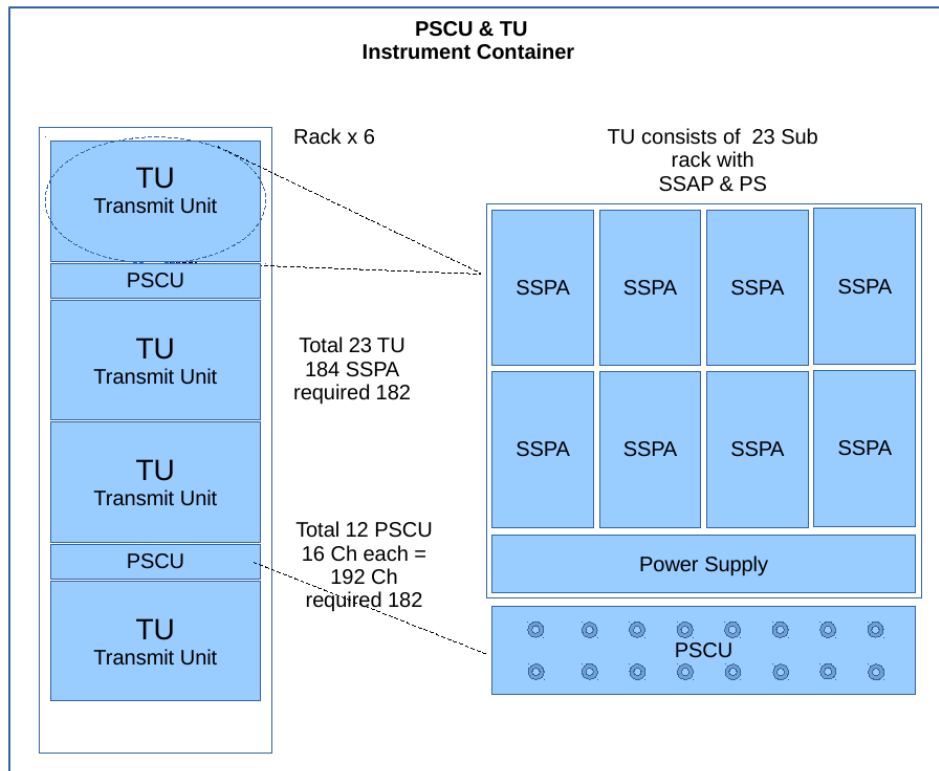 PSCU & TU
Instrument Container
Rack x 6
TU
Transmit Unit
PSCU
TU
Transmit Unit
TU
Transmit Unit
PSCU
TU
Transmit Unit
Total 23 TU
184 SSPA
required 182
Total 12 PSCU
16 Ch each =
192 Ch
required 182
TU consists of 23 Sub
rack with
SSAP & PS
SSPA SSPA SSPA SSPA
SSPA SSPA SSPA SSPA
Power Supply
PSCU